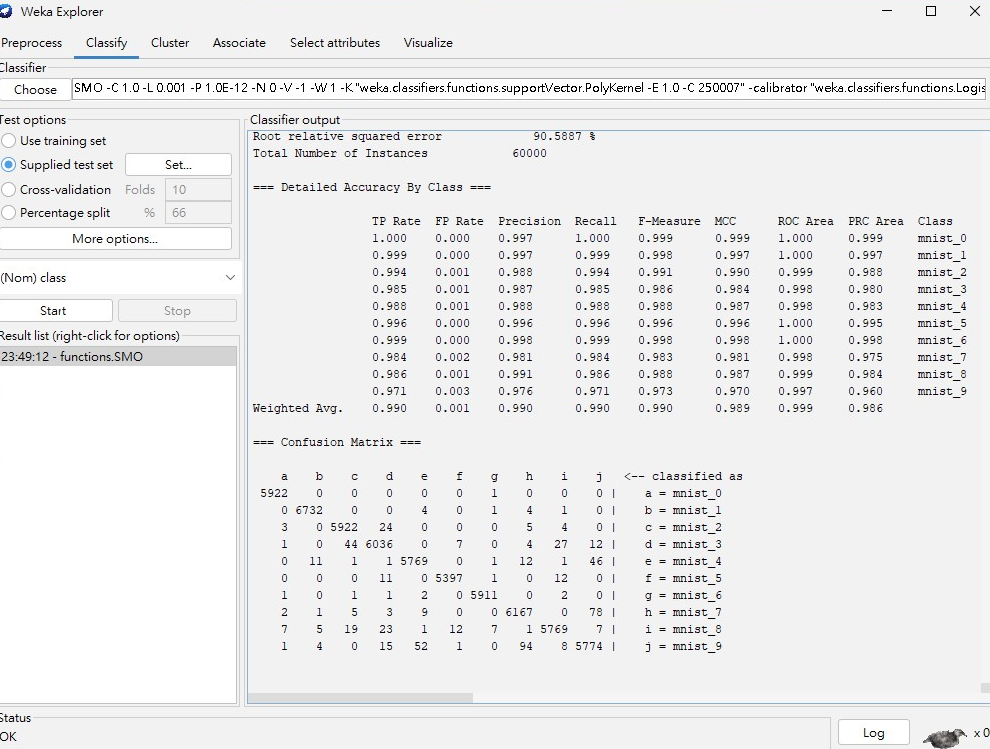 Weka Explorer
Preprocess Classify Cluster Associate Select attributes Visualize
Classifier
Choose SMO -C 1.0 -L 0.001 -P 1.0E-12 -N 0 -V -1 -W 1 -K "weka.classifiers.functions.supportVector.PolyKernel -E 1.0 -C 250007" -calibrator "weka.classifiers.functions.Logis
Test options
Use training set
Supplied test set Set...
Cross-validation Folds 10
Percentage split % 66
More options...
(Nom) class
Start Stop
Result list (right-click for options)
23:49:12 - functions.SMO
Classifier output
Root relative squared error 90.5887 %
Total Number of Instances 60000
=== Detailed Accuracy By Class ===
TP Rate FP Rate Precision Recall F-Measure MCC ROC Area PRC Area Class
1.000 0.000 0.997 1.000 0.999 0.999 1.000 0.999 mnist_0
0.999 0.000 0.997 0.999 0.998 0.997 1.000 0.997 mnist_1
0.994 0.001 0.988 0.994 0.991 0.990 0.999 0.988 mnist_2
0.985 0.001 0.987 0.985 0.986 0.984 0.998 0.980 mnist_3
0.988 0.001 0.988 0.988 0.988 0.987 0.998 0.983 mnist_4
0.996 0.000 0.996 0.996 0.996 0.996 1.000 0.995 mnist_5
0.999 0.000 0.998 0.999 0.998 0.998 1.000 0.998 mnist_6
0.984 0.002 0.981 0.984 0.983 0.981 0.998 0.975 mnist_7
0.986 0.001 0.991 0.986 0.988 0.987 0.999 0.984 mnist_8
0.971 0.003 0.976 0.971 0.973 0.970 0.997 0.960 mnist_9
Weighted Avg. 0.990 0.001 0.990 0.990 0.990 0.989 0.999 0.986
=== Confusion Matrix ===
a b c d e f g h i j <-- classified as
5922 0 0 0 0 0 1 0 0 0 | a = mnist_0
0 6732 0 0 4 0 1 4 1 0 | b = mnist_1
3 0 5922 24 0 0 0 5 4 0 | c = mnist_2
1 0 44 6036 0 7 0 4 27 12 | d = mnist_3
0 11 1 1 5769 0 1 12 1 46 | e = mnist_4
0 0 0 11 0 5397 1 0 12 0 | f = mnist_5
1 0 1 1 2 0 5911 0 2 0 | g = mnist_6
2 1 5 3 9 0 0 6167 0 78 | h = mnist_7
7 5 19 23 1 12 7 1 5769 7 | i = mnist_8
1 4 0 15 52 1 0 94 8 5774 | j = mnist_9
Status
OK
Log
x 0